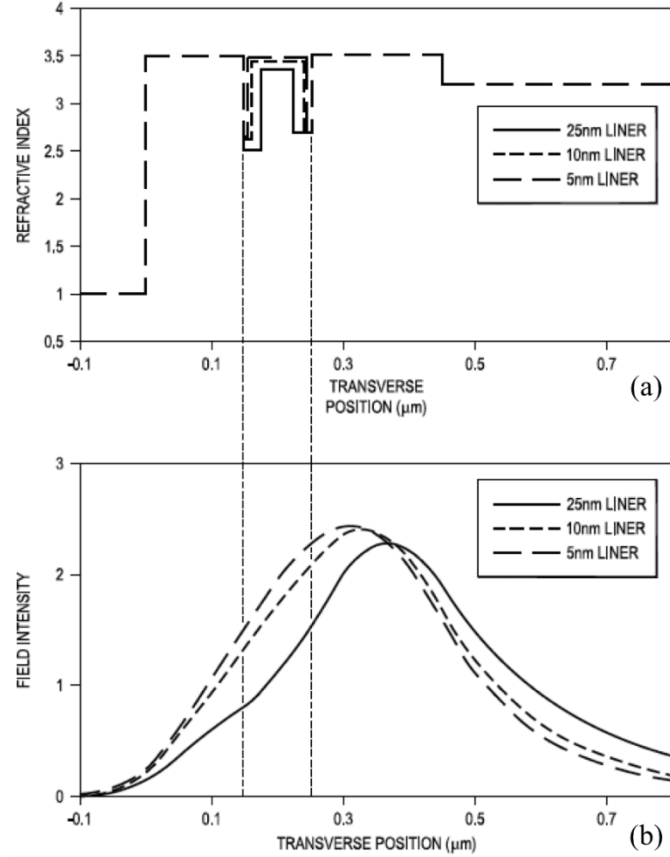 4
3.5
3
2.5
2
1.5
1
0.5
REFRACTIVE INDEX
25nm LINER
10nm LINER
5nm LINER
-0.1
0.1
0.3
0.5
0.7
TRANSVERSE
POSITION (µm)
(a)
3
2
1
0
FIELD INTENSITY
25nm LINER
10nm LINER
5nm LINER
-0.1
0.1
0.3
0.5
0.7
TRANSVERSE POSITION (µm)
(b)